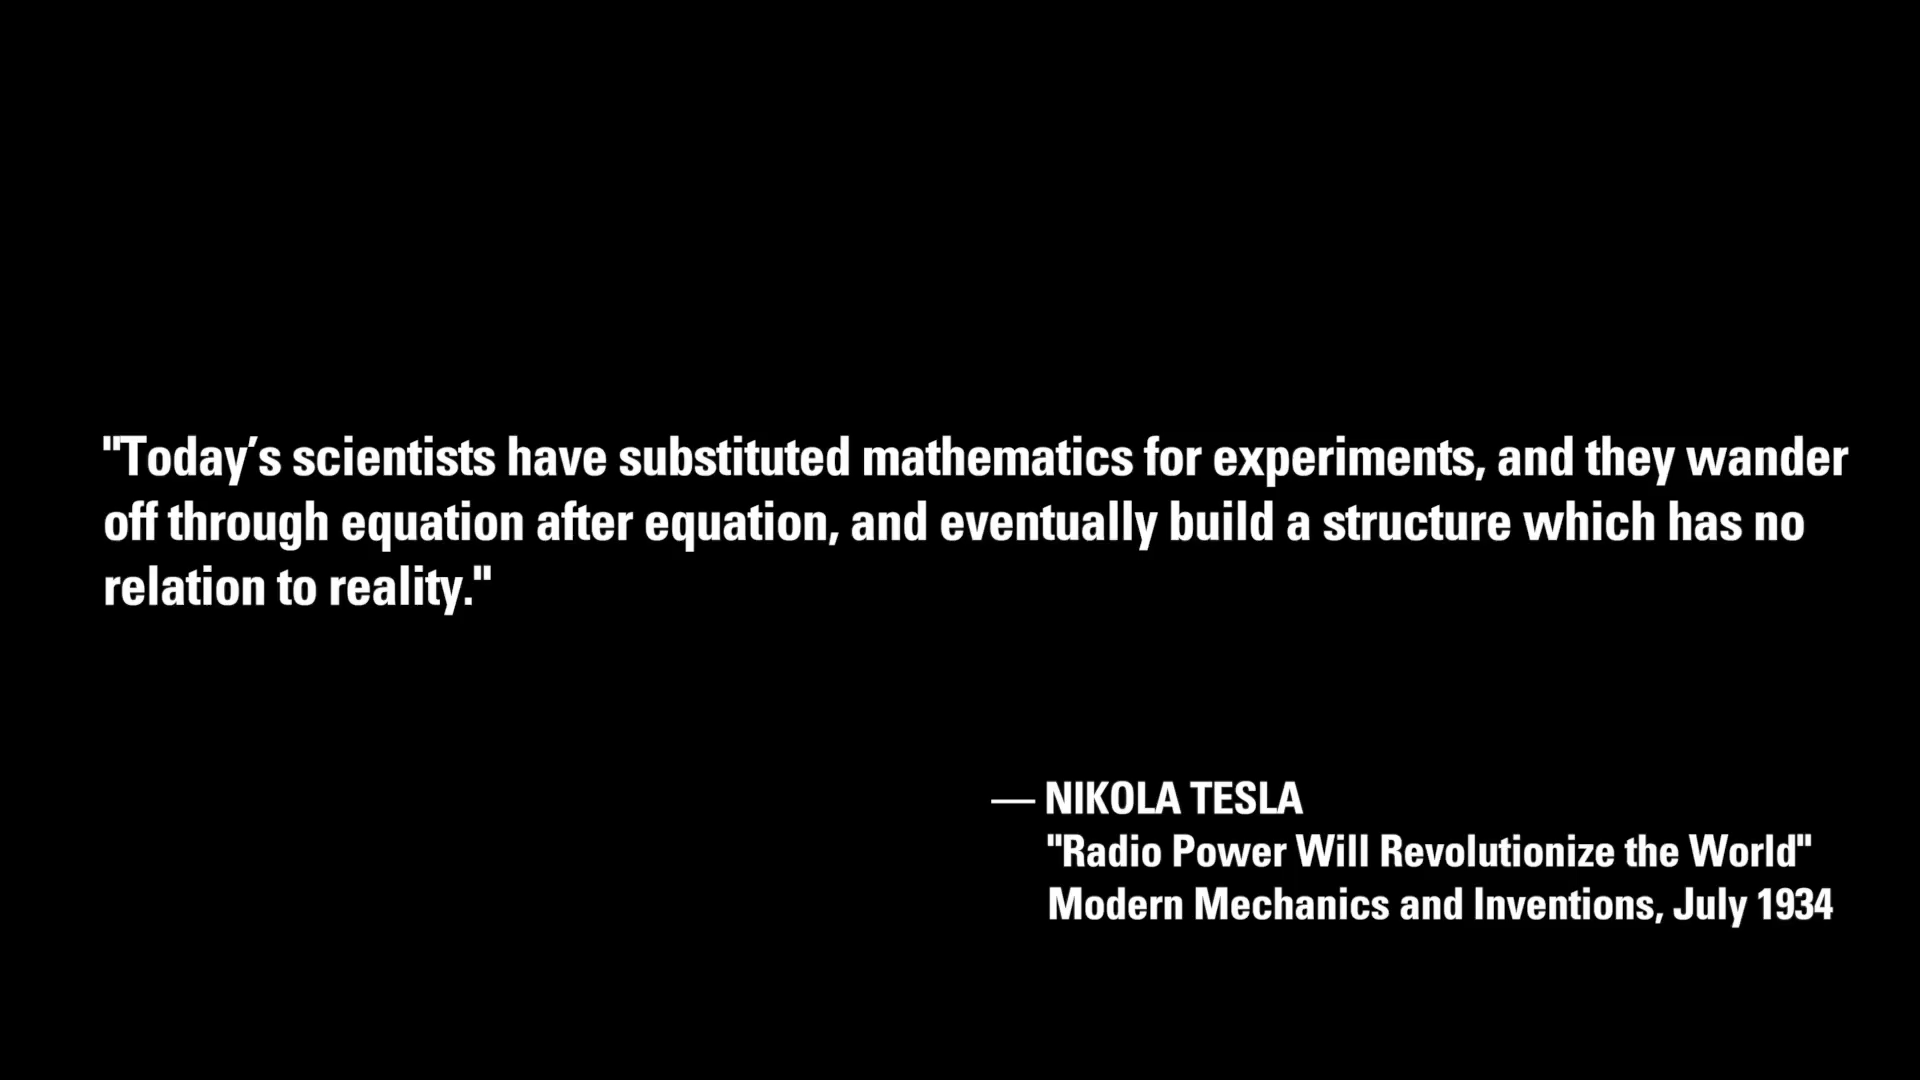 "Today’s scientists have substituted mathematics for experiments, and they wander
off through equation after equation, and eventually build a structure which has no
relation to reality."
— NIKOLA TESLA
"Radio Power Will Revolutionize the World"
Modern Mechanics and Inventions, July 1934